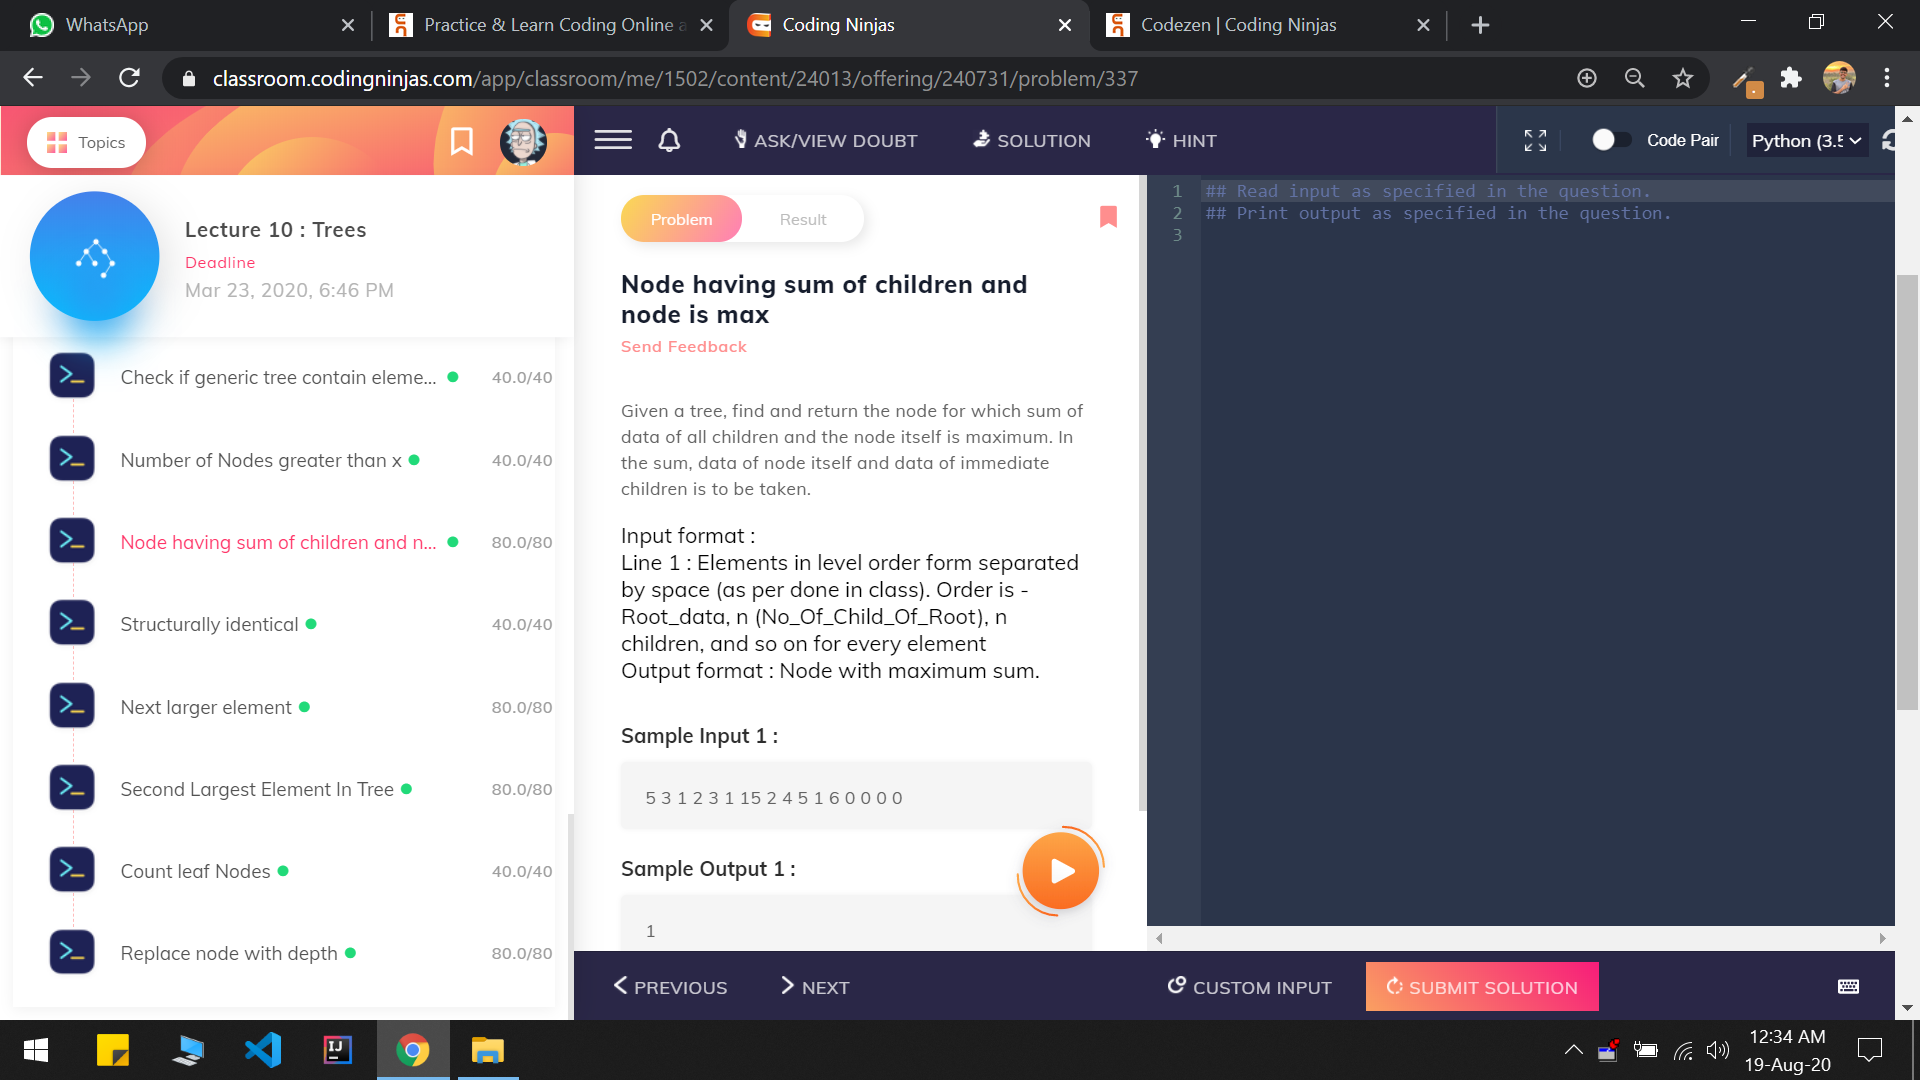 WhatsApp
Practice & Learn Coding Online a
Coding Ninjas
Codezen | Coding Ninjas
classroom.codingninjas.com/app/classroom/me/1502/content/24013/offering/240731/problem/337
Topics
Lecture 10 : Trees
Deadline
Mar 23, 2020, 6:46 PM
Check if generic tree contain eleme... 40.0/40
Number of Nodes greater than x 40.0/40
Node having sum of children and n... 80.0/80
Structurally identical 40.0/40
Next larger element 80.0/80
Second Largest Element In Tree 80.0/80
Count leaf Nodes 40.0/40
Replace node with depth 80.0/80
ASK/VIEW DOUBT
SOLUTION
HINT
Code Pair
Python (3.5
Problem
Result
Node having sum of children and
node is max
Send Feedback
Given a tree, find and return the node for which sum of
data of all children and the node itself is maximum. In
the sum, data of node itself and data of immediate
children is to be taken.
Input format :
Line 1 : Elements in level order form separated
by space (as per done in class). Order is -
Root_data, n (No_Of_Child_Of_Root), n
children, and so on for every element
Output format : Node with maximum sum.
Sample Input 1 :
5 3 1 2 3 1 15 2 4 5 1 6 0 0 0 0
Sample Output 1 :
1
1 ## Read input as specified in the question.
2 ## Print output as specified in the question.
3
PREVIOUS
NEXT
CUSTOM INPUT
SUBMIT SOLUTION
IJ
12:34 AM
19-Aug-20